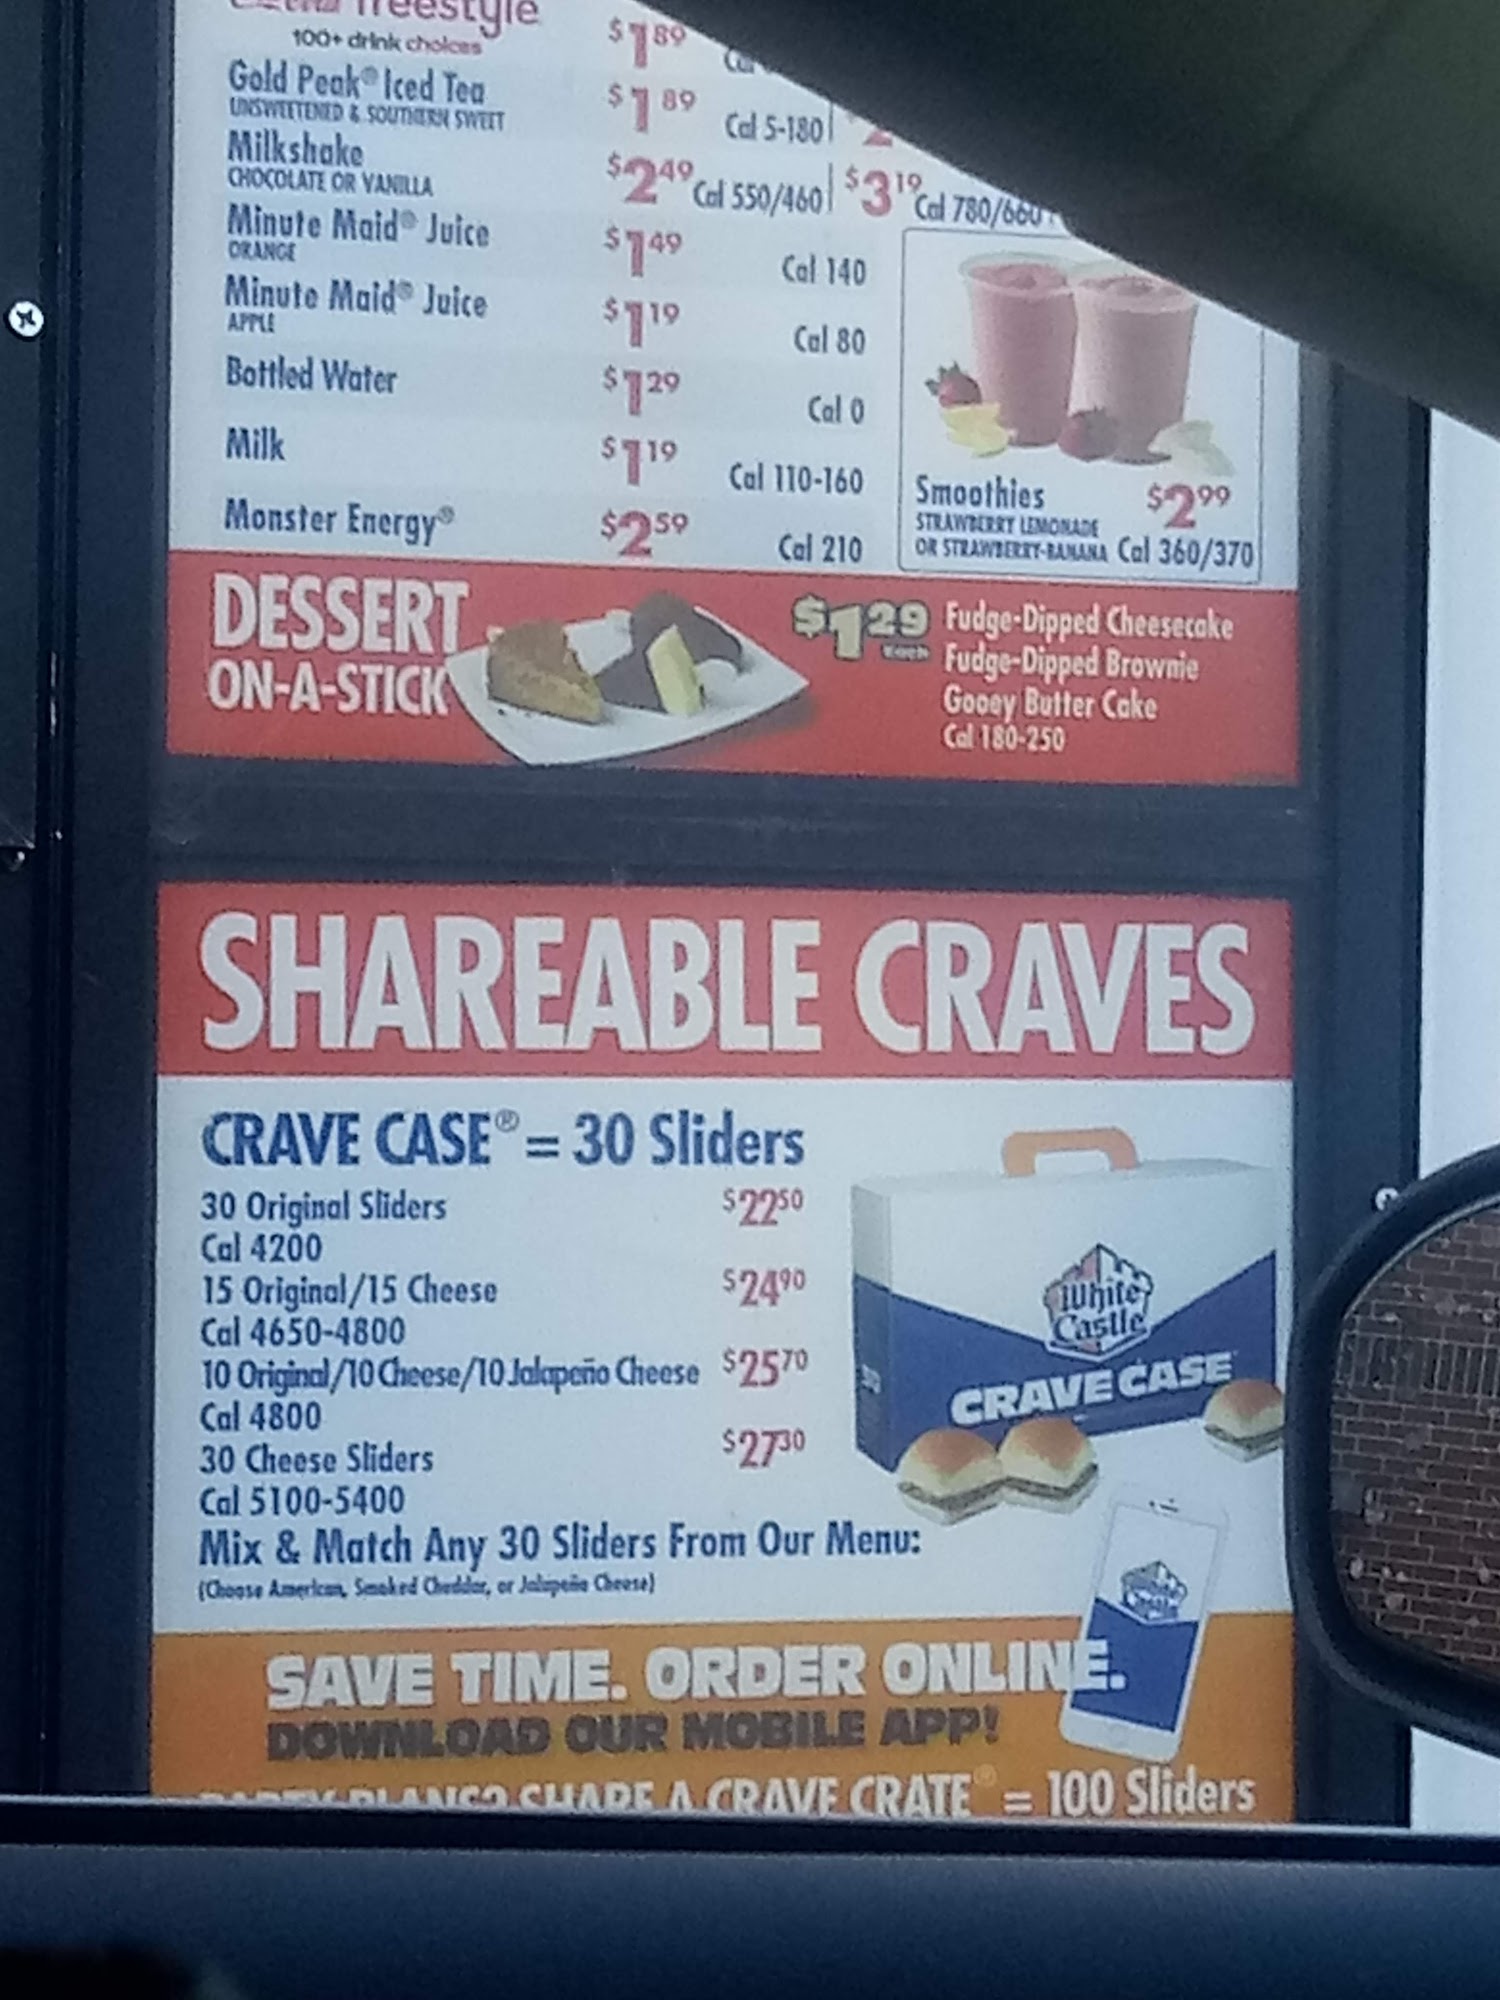 freestyle
100+ drink choices $1 89
Gold Peak® Iced Tea $1 89 Cal 5-180
UNSWEETENED & SOUTHERN SWEET
Milkshake $2 49 Cal 550/460 $3 19 Cal 780/660
CHOCOLATE OR VANILLA
Minute Maid® Juice $1 49 Cal 140
ORANGE
Minute Maid® Juice $1 19 Cal 80
APPLE
Bottled Water $1 29 Cal 0
Milk $1 19 Cal 110-160
Monster Energy® $2 59 Cal 210
Smoothies $2 99
STRAWBERRY LEMONADE
OR STRAWBERRY-BANANA Cal 360/370
DESSERT
ON-A-STICK
$1 29 Each
Fudge-Dipped Cheesecake
Fudge-Dipped Brownie
Gooey Butter Cake
Cal 180-250
SHAREABLE CRAVES
CRAVE CASE® = 30 Sliders
30 Original Sliders $22 50
Cal 4200
15 Original/15 Cheese $24 90
Cal 4650-4800
10 Original/10 Cheese/10 Jalapeño Cheese $25 70
Cal 4800
30 Cheese Sliders $27 30
Cal 5100-5400
Mix & Match Any 30 Sliders From Our Menu:
(Choose American, Smoked Cheddar, or Jalapeño Cheese)
White
Castle
CRAVE CASE
White
Castle
SAVE TIME. ORDER ONLINE.
DOWNLOAD OUR MOBILE APP!
PARTY PLANS? SHARE A CRAVE CRATE® = 100 Sliders